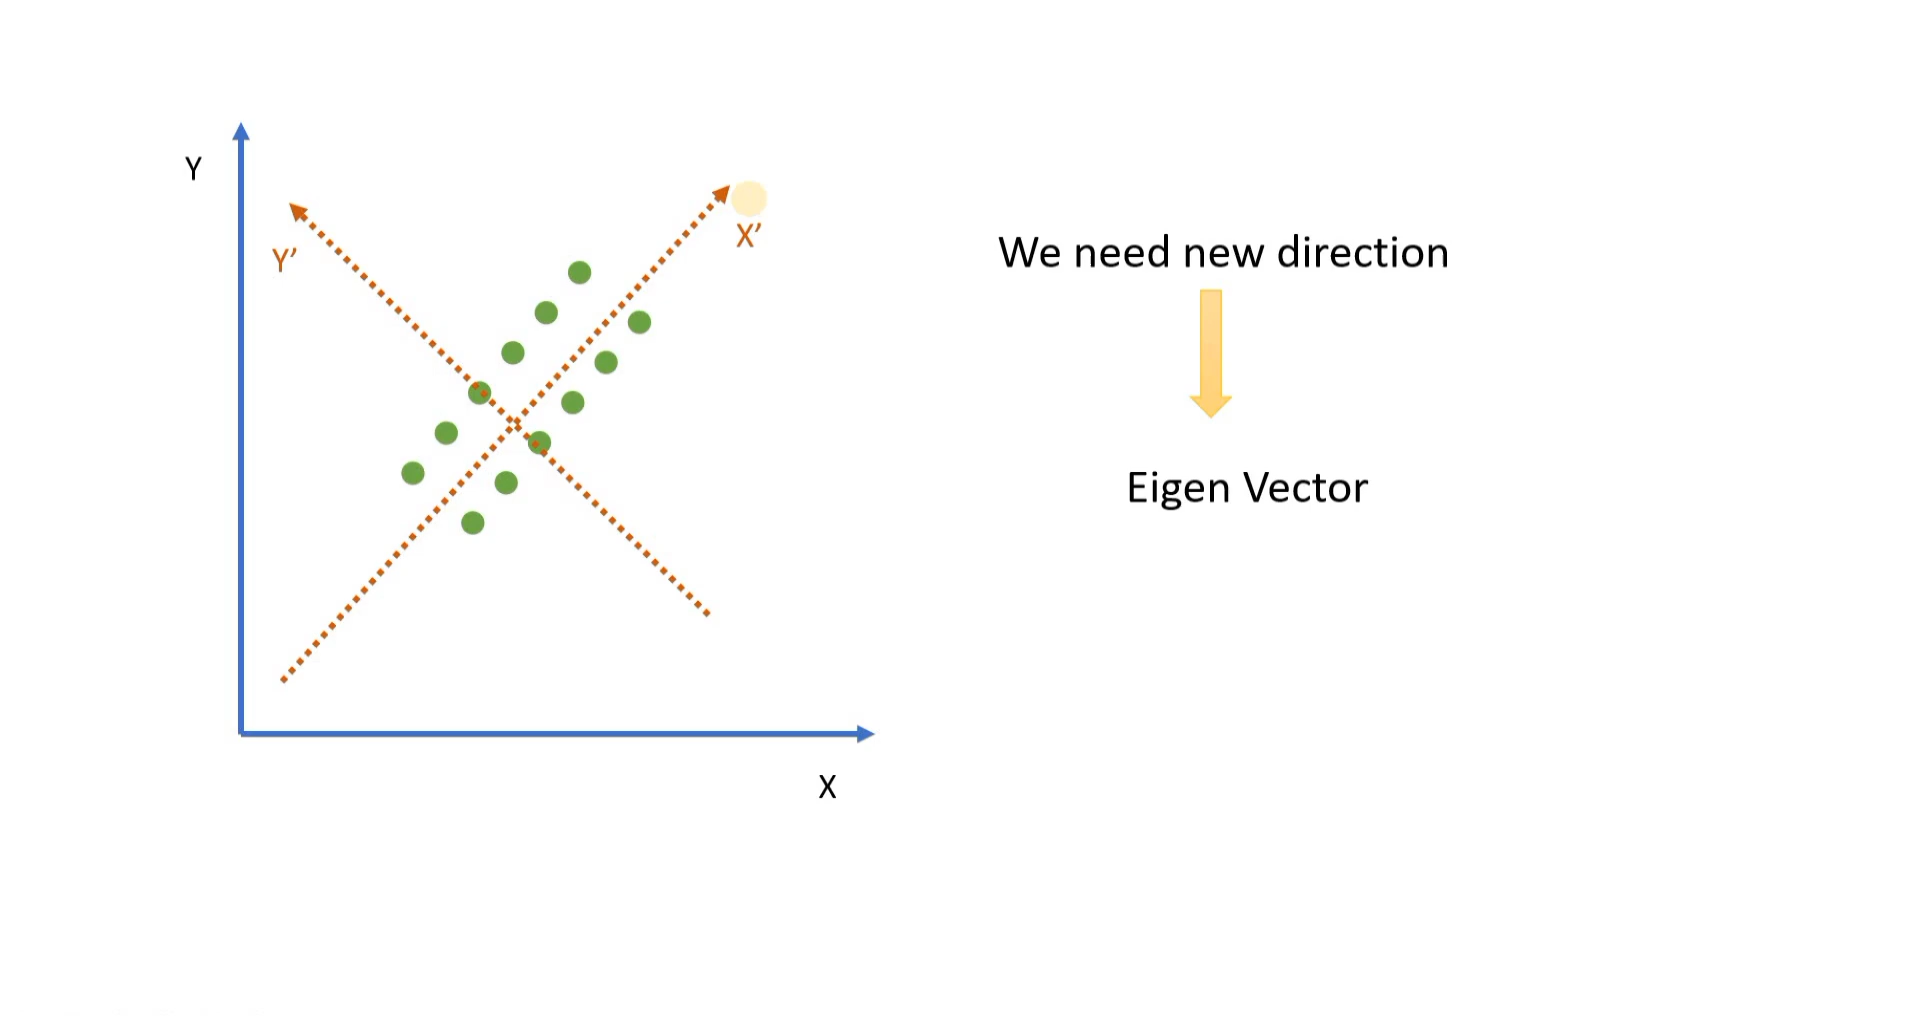 Y
Y’
X’
We need new direction
Eigen Vector
X